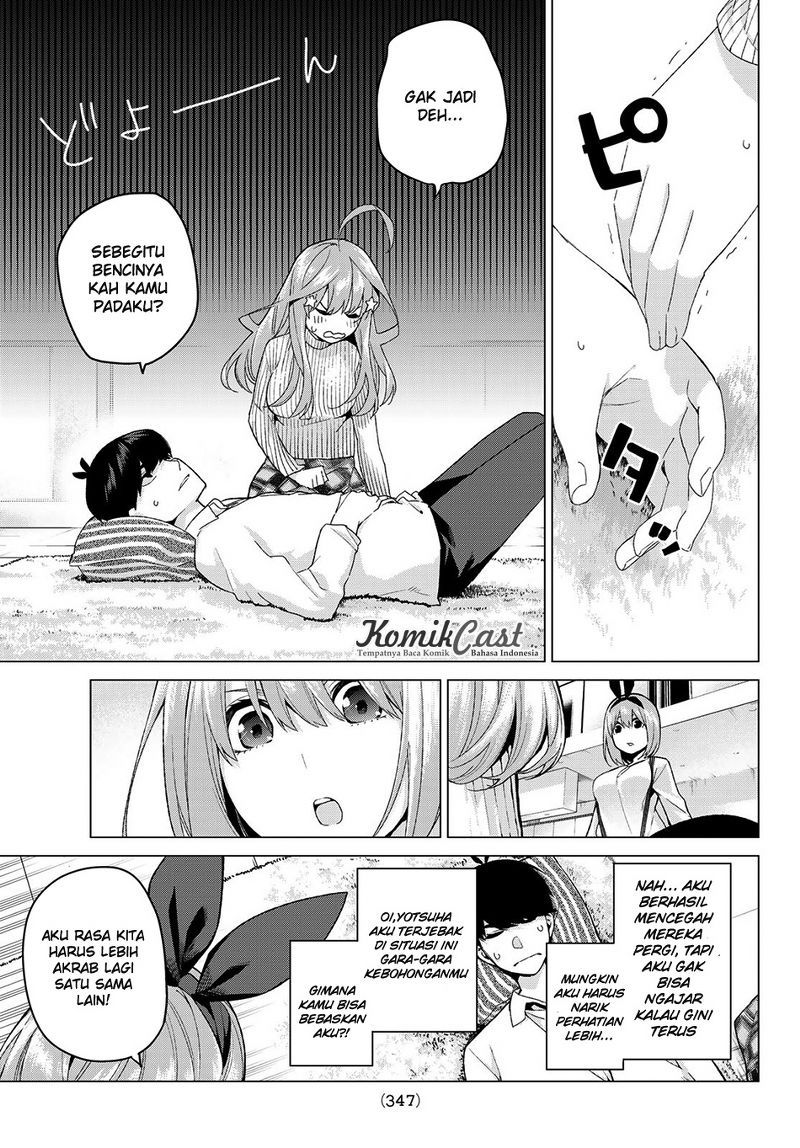 ピ
タ
GAK JADI
DEH...
どよーーん
SEBEGITU
BENCINYA
KAH KAMU
PADAKU?
KomikCast
Tempatnya Baca Komik Bahasa Indonesia
NAH... AKU
BERHASIL
MENCEGAH
MEREKA
PERGI, TAPI
AKU GAK
BISA
NGAJAR
KALAU GINI
TERUS
MUNGKIN
AKU HARUS
NARIK
PERHATIAN
LEBIH...
OI,YOTSUHA
AKU TERJEBAK
DI SITUASI INI
GARA-GARA
KEBOHONGANMU
GIMANA
KAMU BISA
BEBASKAN
AKU?!
AKU RASA KITA
HARUS LEBIH
AKRAB LAGI
SATU SAMA
LAIN!
(347)